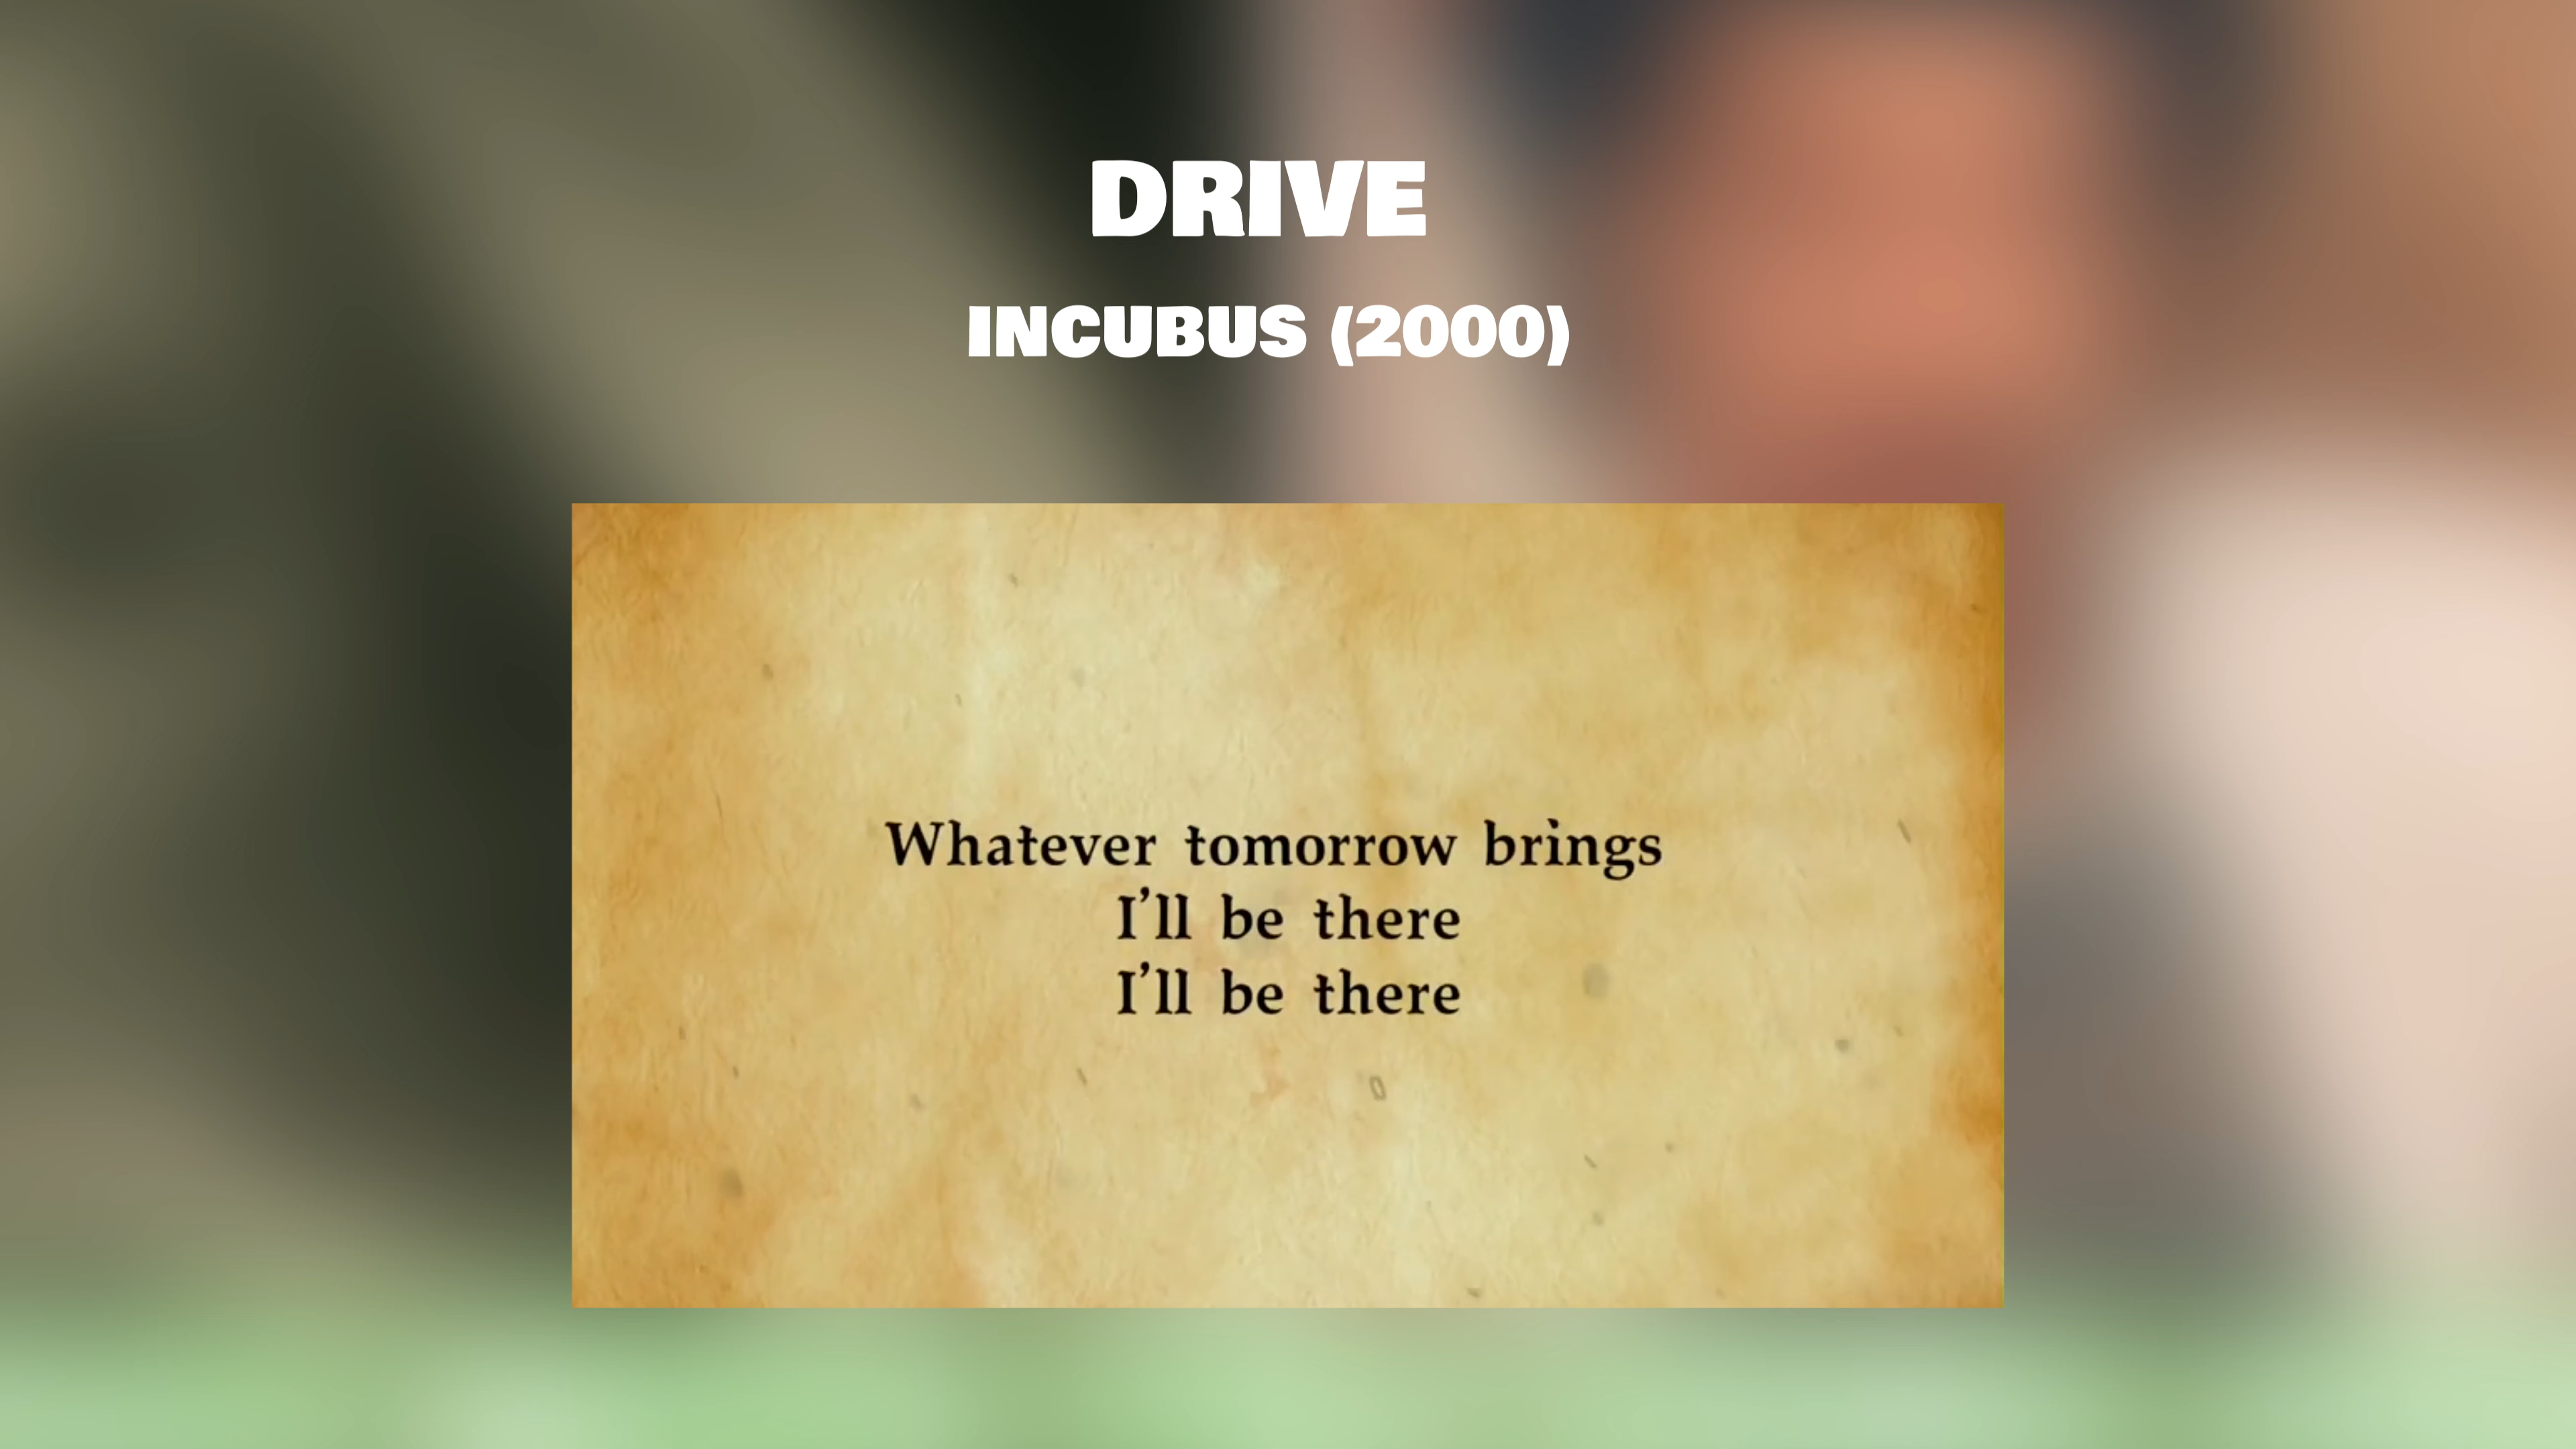 DRIVE
INCUBUS (2000)
Whatever tomorrow brings
I'll be there
I'll be there